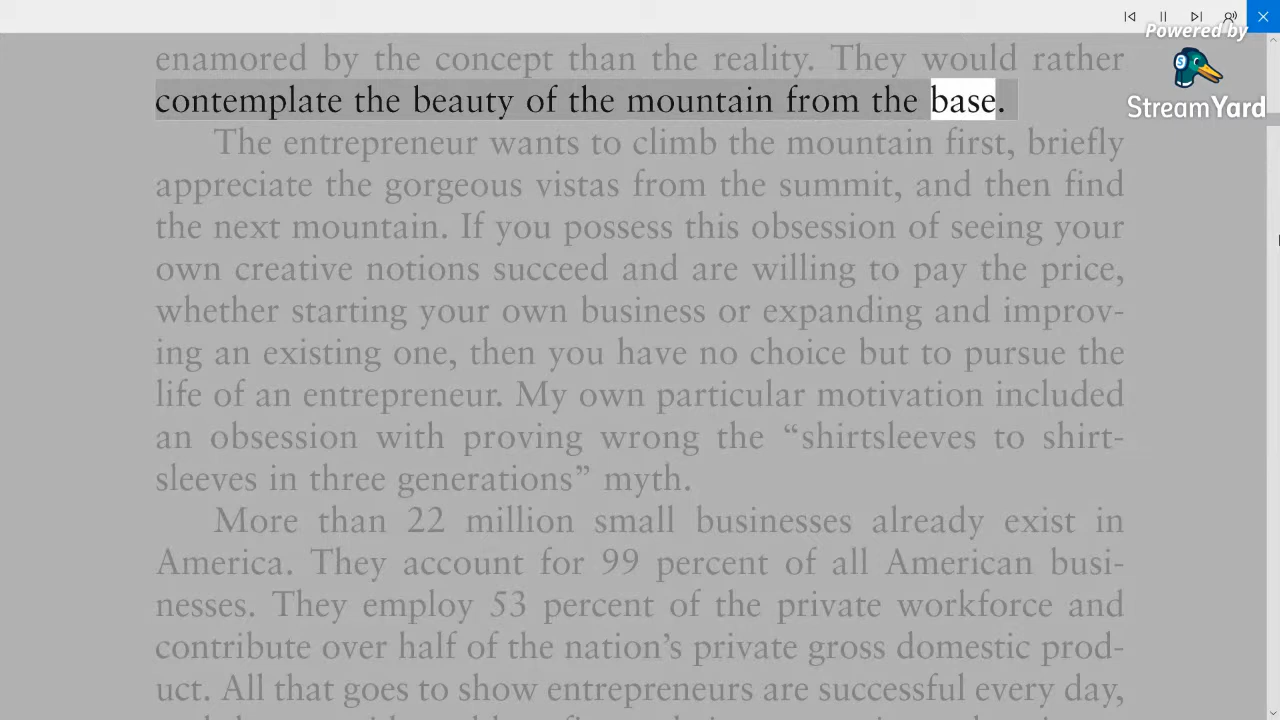 Powered by
StreamYard
enamored by the concept than the reality. They would rather
contemplate the beauty of the mountain from the base.
The entrepreneur wants to climb the mountain first, briefly
appreciate the gorgeous vistas from the summit, and then find
the next mountain. If you possess this obsession of seeing your
own creative notions succeed and are willing to pay the price,
whether starting your own business or expanding and improv-
ing an existing one, then you have no choice but to pursue the
life of an entrepreneur. My own particular motivation included
an obsession with proving wrong the “shirtsleeves to shirt-
sleeves in three generations” myth.
More than 22 million small businesses already exist in
America. They account for 99 percent of all American busi-
nesses. They employ 53 percent of the private workforce and
contribute over half of the nation’s private gross domestic prod-
uct. All that goes to show entrepreneurs are successful every day,